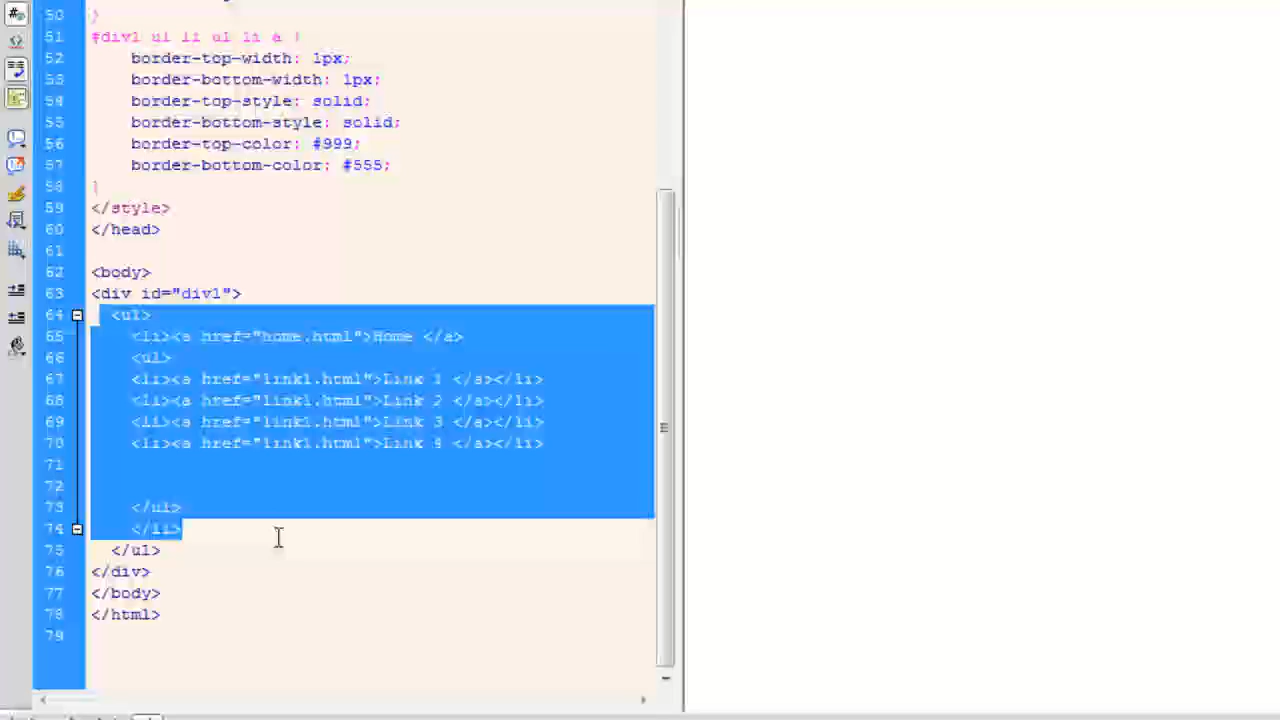 50 }
51 #div1 ul li ul li a {
52 border-top-width: 1px;
53 border-bottom-width: 1px;
54 border-top-style: solid;
55 border-bottom-style: solid;
56 border-top-color: #999;
57 border-bottom-color: #555;
58 }
59 </style>
60 </head>
61
62 <body>
63 <div id="div1">
64 <ul>
65 <li><a href="home.html">Home </a>
66 <ul>
67 <li><a href="link1.html">Link 1 </a></li>
68 <li><a href="link1.html">Link 2 </a></li>
69 <li><a href="link1.html">Link 3 </a></li>
70 <li><a href="link1.html">Link 4 </a></li>
71
72
73 </ul>
74 </li>
75 </ul>
76 </div>
77 </body>
78 </html>
79